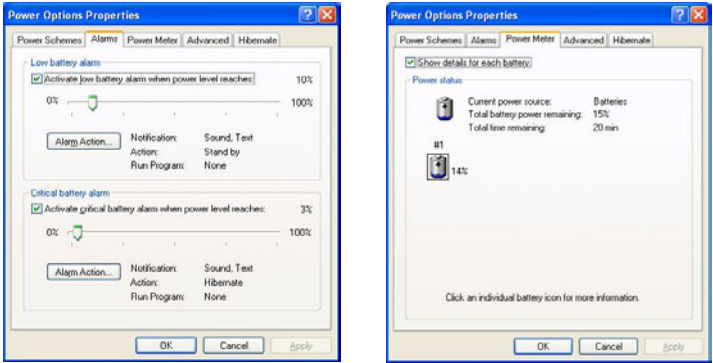 Power Options Properties
Power Schemes Alarms Power Meter Advanced Hibernate
Low battery alarm
Activate low battery alarm when power level reaches: 10%
0% 100%
Alarm Action... Notification: Sound, Text
Action: Stand by
Run Program: None
Critical battery alarm
Activate critical battery alarm when power level reaches: 3%
0% 100%
Alarm Action... Notification: Sound, Text
Action: Hibernate
Run Program: None
OK Cancel Apply
Power Options Properties
Power Schemes Alarms Power Meter Advanced Hibernate
Show details for each battery.
Power status
Current power source: Batteries
Total battery power remaining: 15%
Total time remaining: 20 min
#1
14%
Click an individual battery icon for more information.
OK Cancel Apply